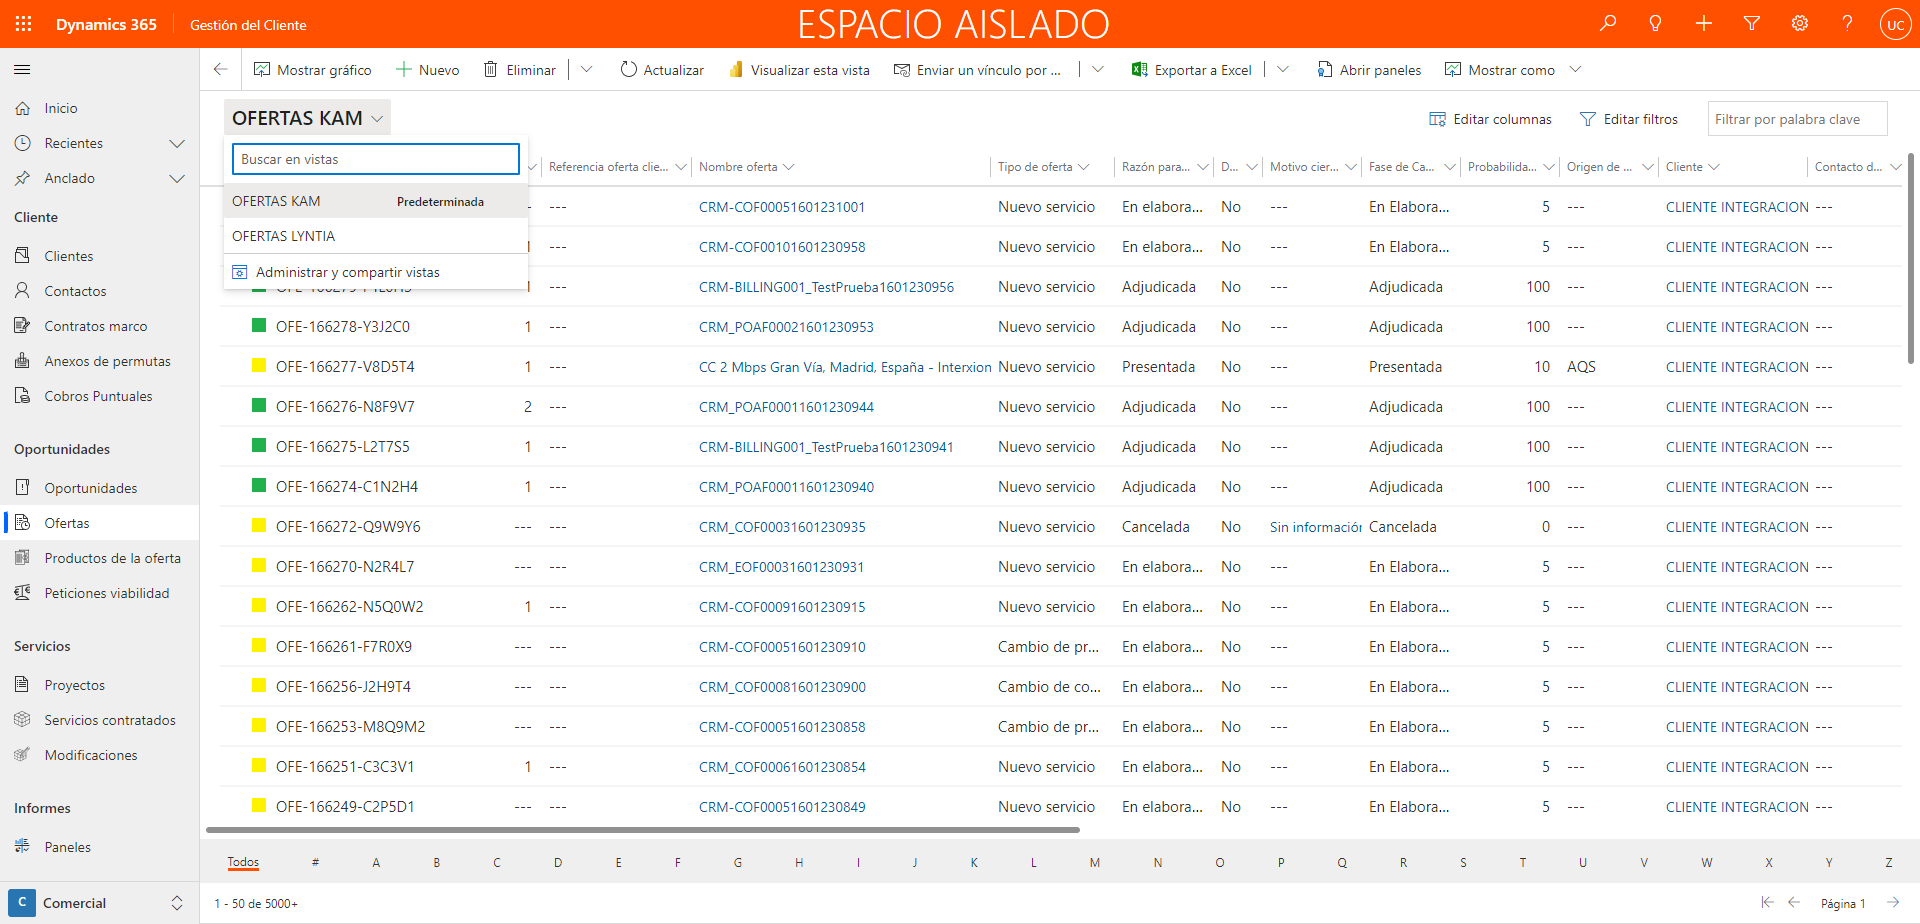 Dynamics 365
Gestión del Cliente
ESPACIO AISLADO
UC
Mostrar gráfico
Nuevo
Eliminar
Actualizar
Visualizar esta vista
Enviar un vínculo por ...
Exportar a Excel
Abrir paneles
Mostrar como
Inicio
Recientes
Anclado
Cliente
Clientes
Contactos
Contratos marco
Anexos de permutas
Cobros Puntuales
Oportunidades
Oportunidades
Ofertas
Productos de la oferta
Peticiones viabilidad
Servicios
Proyectos
Servicios contratados
Modificaciones
Informes
Paneles
C Comercial
OFERTAS KAM
Editar columnas
Editar filtros
Filtrar por palabra clave
Buscar en vistas
OFERTAS KAM Predeterminada
OFERTAS LYNTIA
Administrar y compartir vistas
Referencia oferta clie... Nombre oferta Tipo de oferta Razón para... D... Motivo cier... Fase de Ca... Probabilida... Origen de ... Cliente Contacto d...
--- CRM-COF00051601231001 Nuevo servicio En elabora... No --- En Elabora... 5 --- CLIENTE INTEGRACION ---
1 --- CRM-COF00101601230958 Nuevo servicio En elabora... No --- En Elabora... 5 --- CLIENTE INTEGRACION ---
1 --- CRM-BILLING001_TestPrueba1601230956 Nuevo servicio Adjudicada No --- Adjudicada 100 --- CLIENTE INTEGRACION ---
OFE-166278-Y3J2C0 1 --- CRM_POAF00021601230953 Nuevo servicio Adjudicada No --- Adjudicada 100 --- CLIENTE INTEGRACION ---
OFE-166277-V8D5T4 1 --- CC 2 Mbps Gran Vía, Madrid, España - Interxion Nuevo servicio Presentada No --- Presentada 10 AQS CLIENTE INTEGRACION ---
OFE-166276-N8F9V7 2 --- CRM_POAF00011601230944 Nuevo servicio Adjudicada No --- Adjudicada 100 --- CLIENTE INTEGRACION ---
OFE-166275-L2T7S5 1 --- CRM-BILLING001_TestPrueba1601230941 Nuevo servicio Adjudicada No --- Adjudicada 100 --- CLIENTE INTEGRACION ---
OFE-166274-C1N2H4 1 --- CRM_POAF00011601230940 Nuevo servicio Adjudicada No --- Adjudicada 100 --- CLIENTE INTEGRACION ---
OFE-166272-Q9W9Y6 --- --- CRM_COF00031601230935 Nuevo servicio Cancelada No Sin información Cancelada 0 --- CLIENTE INTEGRACION ---
OFE-166270-N2R4L7 --- --- CRM_EOF00031601230931 Nuevo servicio En elabora... No --- En Elabora... 5 --- CLIENTE INTEGRACION ---
OFE-166262-N5Q0W2 1 --- CRM-COF00091601230915 Nuevo servicio En elabora... No --- En Elabora... 5 --- CLIENTE INTEGRACION ---
OFE-166261-F7R0X9 --- --- CRM-COF00051601230910 Cambio de pr... En elabora... No --- En Elabora... 5 --- CLIENTE INTEGRACION ---
OFE-166256-J2H9T4 --- --- CRM_COF00081601230900 Cambio de co... En elabora... No --- En Elabora... 5 --- CLIENTE INTEGRACION ---
OFE-166253-M8Q9M2 --- --- CRM-COF00051601230858 Cambio de pr... En elabora... No --- En Elabora... 5 --- CLIENTE INTEGRACION ---
OFE-166251-C3C3V1 1 --- CRM_COF00061601230854 Nuevo servicio En elabora... No --- En Elabora... 5 --- CLIENTE INTEGRACION ---
OFE-166249-C2P5D1 --- --- CRM-COF00051601230849 Nuevo servicio En elabora... No --- En Elabora... 5 --- CLIENTE INTEGRACION ---
Todos # A B C D E F G H I J K L M N O P Q R S T U V W X Y Z
1 - 50 de 5000+
Página 1